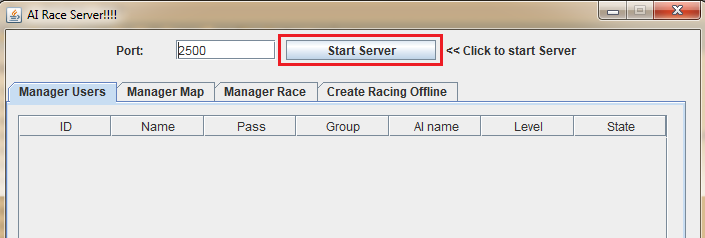 AI Race Server!!!!
Port: 2500 Start Server << Click to start Server
Manager Users Manager Map Manager Race Create Racing Offline
ID Name Pass Group AI name Level State